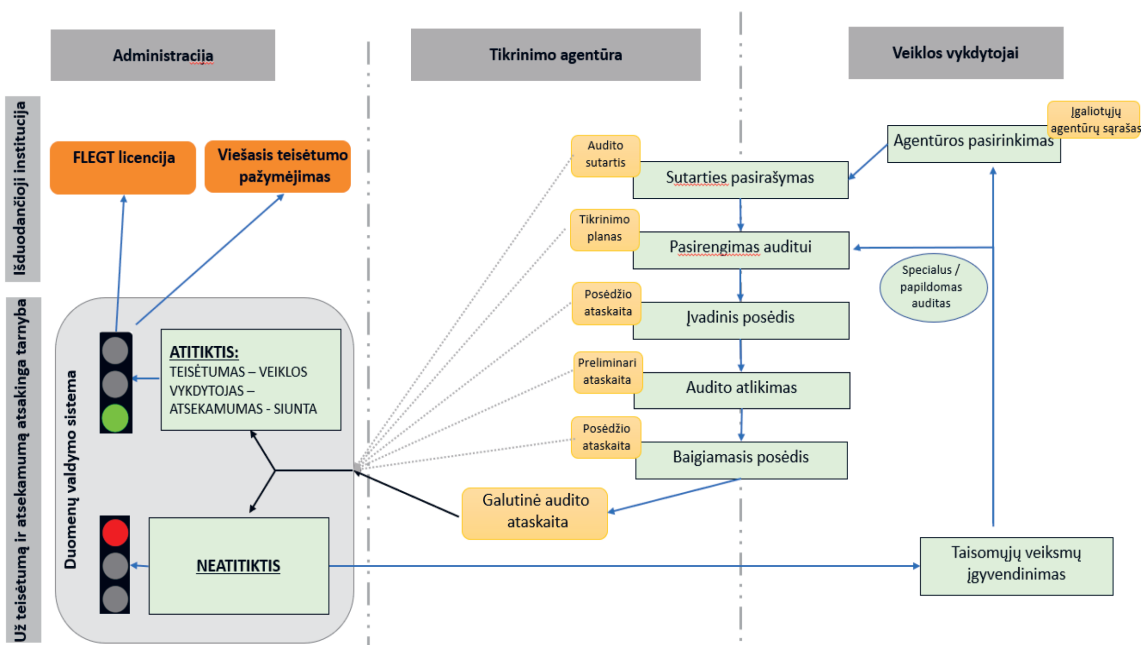 Administracija
Tikrinimo agentūra
Veiklos vykdytojai
Išduodančioji institucija
Už teisėtumą ir atsekamumą atsakinga tarnyba
FLEGT licencija
Viešasis teisėtumo
pažymėjimas
Audito
sutartis
Sutarties pasirašymas
Agentūros pasirinkimas
Įgaliotųjų
agentūrų sąrašas
Tikrinimo
planas
Pasirengimas auditui
Specialus /
papildomas
auditas
Posėdžio
ataskaita
Įvadinis posėdis
Preliminari
ataskaita
Audito atlikimas
Posėdžio
ataskaita
Baigiamasis posėdis
Galutinė audito
ataskaita
Duomenų valdymo sistema
ATITIKTIS:
TEISĖTUMAS – VEIKLOS
VYKDYTOJAS –
ATSEKAMUMAS - SIUNTA
NEATITIKTIS
Taisomųjų veiksmų
įgyvendinimas